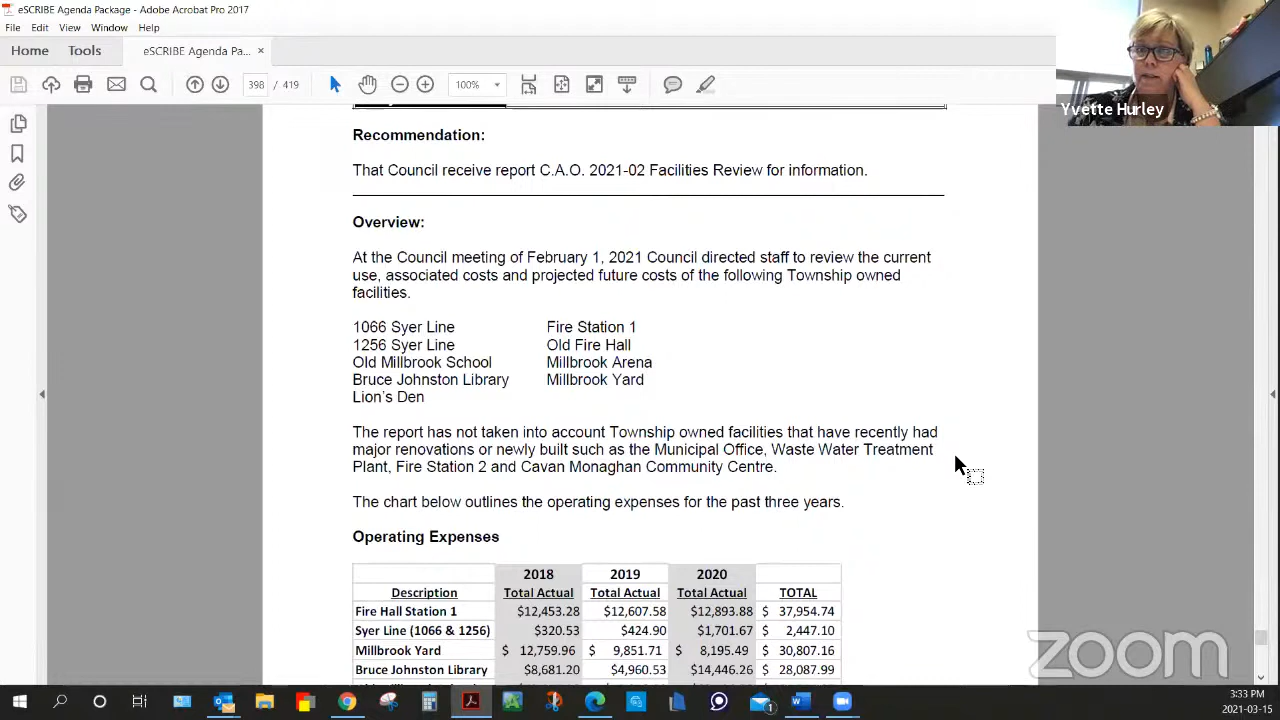 eSCRIBE Agenda Package - Adobe Acrobat Pro 2017
File Edit View Window Help
Home Tools eSCRIBE Agenda Pa... ×
398 / 419 100%
Yvette Hurley
Recommendation:
That Council receive report C.A.O. 2021-02 Facilities Review for information.
Overview:
At the Council meeting of February 1, 2021 Council directed staff to review the current
use, associated costs and projected future costs of the following Township owned
facilities.
1066 Syer Line Fire Station 1
1256 Syer Line Old Fire Hall
Old Millbrook School Millbrook Arena
Bruce Johnston Library Millbrook Yard
Lion's Den
The report has not taken into account Township owned facilities that have recently had
major renovations or newly built such as the Municipal Office, Waste Water Treatment
Plant, Fire Station 2 and Cavan Monaghan Community Centre.
The chart below outlines the operating expenses for the past three years.
Operating Expenses
2018 2019 2020
Description Total Actual Total Actual Total Actual TOTAL
Fire Hall Station 1 $12,453.28 $12,607.58 $12,893.88 $ 37,954.74
Syer Line (1066 & 1256) $320.53 $424.90 $1,701.67 $ 2,447.10
Millbrook Yard $ 12,759.96 $ 9,851.71 $ 8,195.49 $ 30,807.16
Bruce Johnston Library $8,681.20 $4,960.53 $14,446.26 $ 28,087.99
zoom
3:33 PM
2021-03-15